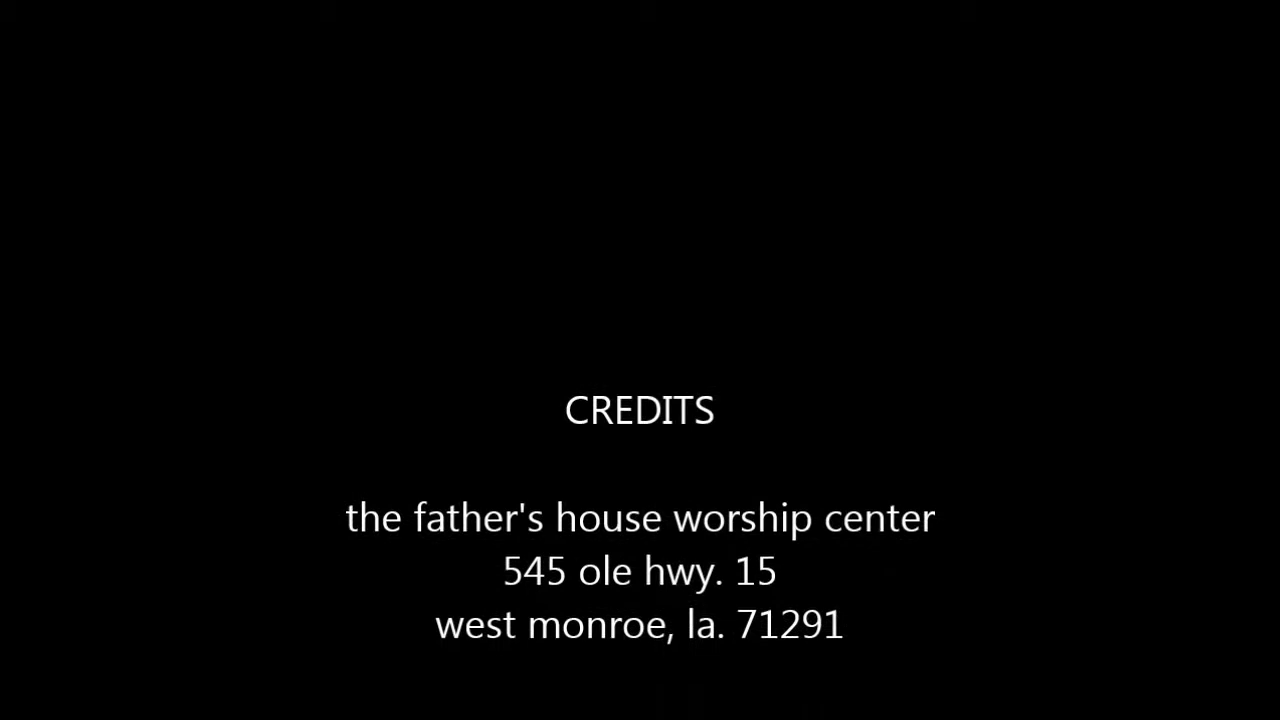 CREDITS
the father's house worship center
545 ole hwy. 15
west monroe, la. 71291